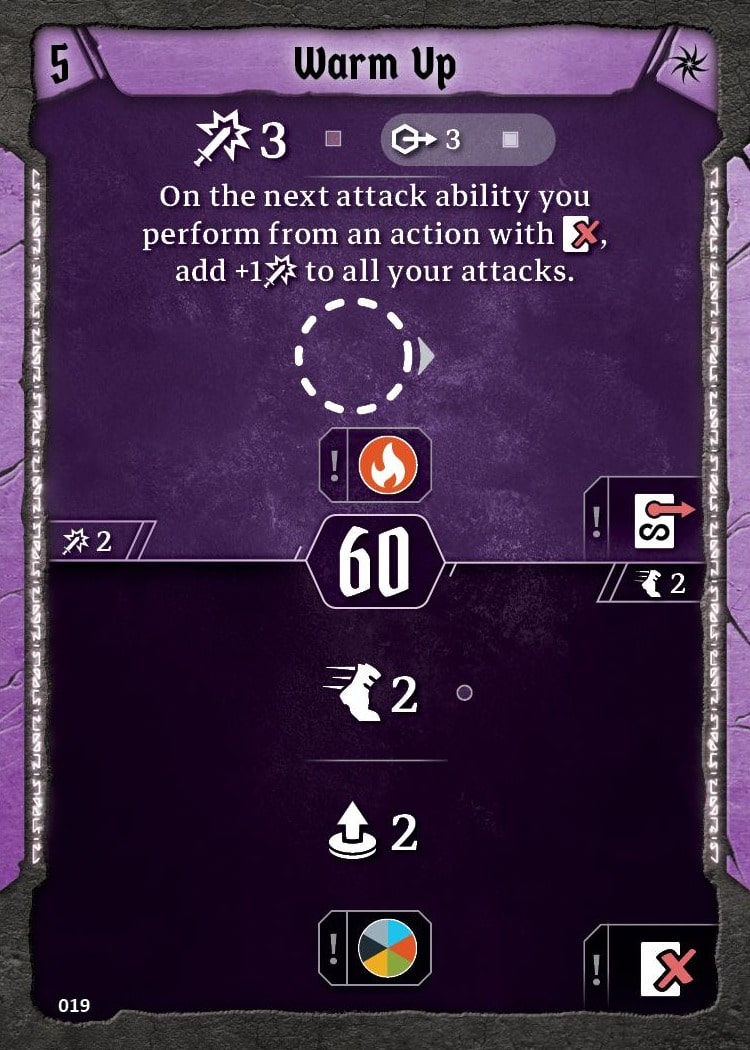 5 Warm Up
3 3
On the next attack ability you
perform from an action with ,
add +1 to all your attacks.
!
!
2
60
2
2
2
!
!
019